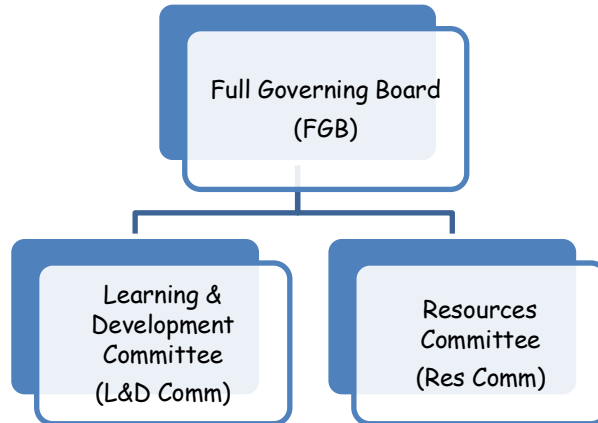 Full Governing Board
(FGB)
Learning &
Development
Committee
(L&D Comm)
Resources
Committee
(Res Comm)